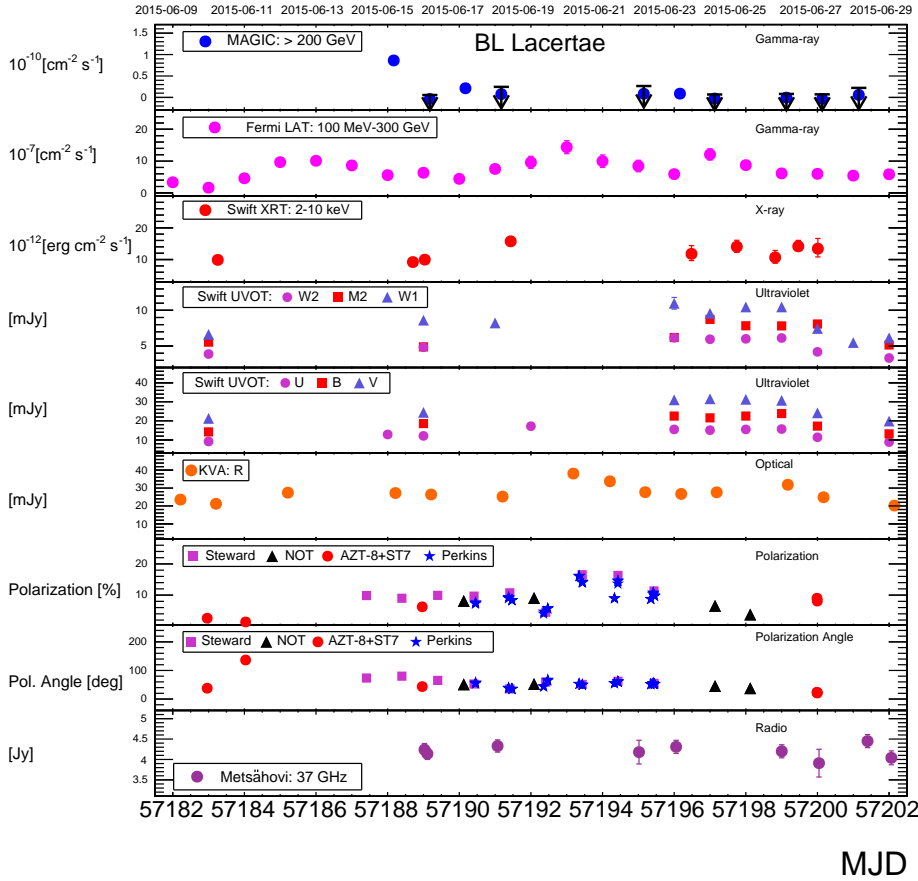 2015-06-09 2015-06-11 2015-06-13 2015-06-15 2015-06-17 2015-06-19 2015-06-21 2015-06-23 2015-06-25 2015-06-27 2015-06-29
MAGIC: > 200 GeV
BL Lacertae
Gamma-ray
10⁻¹⁰[cm⁻² s⁻¹]
1.5
1
0.5
0
Fermi LAT: 100 MeV-300 GeV
Gamma-ray
10⁻⁷[cm⁻² s⁻¹]
20
10
0
Swift XRT: 2-10 keV
X-ray
10⁻¹²[erg cm⁻² s⁻¹]
20
10
Swift UVOT: W2 M2 W1
Ultraviolet
[mJy]
10
5
Swift UVOT: U B V
Ultraviolet
[mJy]
40
30
20
10
KVA: R
Optical
[mJy]
40
30
20
10
Steward NOT AZT-8+ST7 Perkins
Polarization
Polarization [%]
20
10
Steward NOT AZT-8+ST7 Perkins
Polarization Angle
Pol. Angle [deg]
200
100
0
Radio
[Jy]
5
4.5
4
3.5
Metsähovi: 37 GHz
57182 57184 57186 57188 57190 57192 57194 57196 57198 57200 57202
MJD